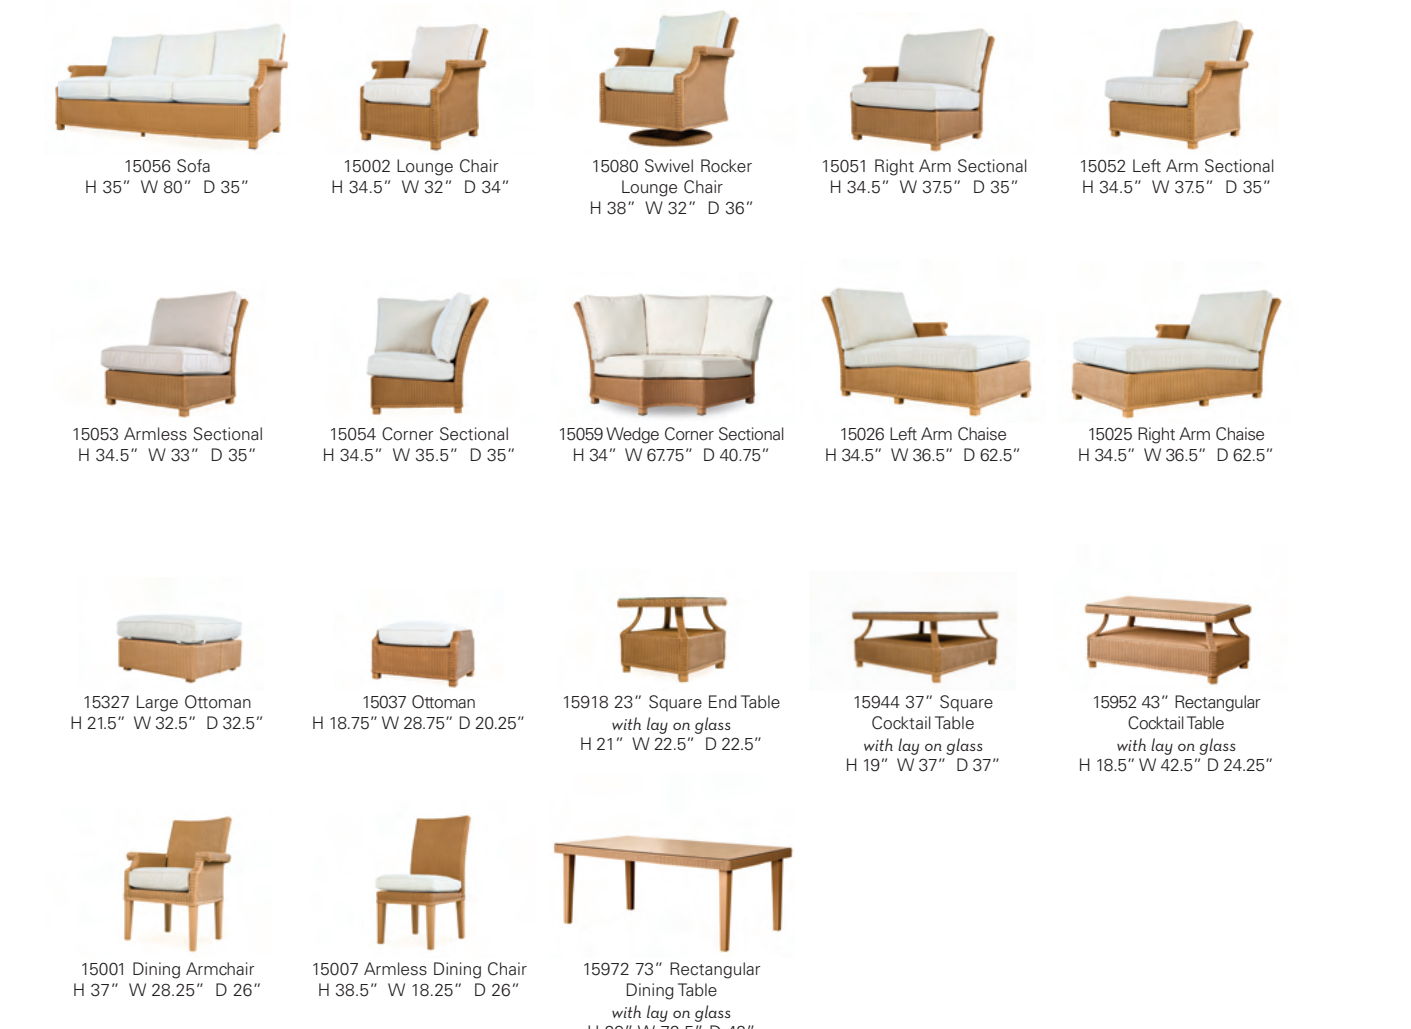 15056 Sofa
H 35" W 80" D 35"
15002 Lounge Chair
H 34.5" W 32" D 34"
15080 Swivel Rocker
Lounge Chair
H 38" W 32" D 36"
15051 Right Arm Sectional
H 34.5" W 37.5" D 35"
15052 Left Arm Sectional
H 34.5" W 37.5" D 35"
15053 Armless Sectional
H 34.5" W 33" D 35"
15054 Corner Sectional
H 34.5" W 35.5" D 35"
15059 Wedge Corner Sectional
H 34" W 67.75" D 40.75"
15026 Left Arm Chaise
H 34.5" W 36.5" D 62.5"
15025 Right Arm Chaise
H 34.5" W 36.5" D 62.5"
15327 Large Ottoman
H 21.5" W 32.5" D 32.5"
15037 Ottoman
H 18.75" W 28.75" D 20.25"
15918 23" Square End Table
with lay on glass
H 21" W 22.5" D 22.5"
15944 37" Square
Cocktail Table
with lay on glass
H 19" W 37" D 37"
15952 43" Rectangular
Cocktail Table
with lay on glass
H 18.5" W 42.5" D 24.25"
15001 Dining Armchair
H 37" W 28.25" D 26"
15007 Armless Dining Chair
H 38.5" W 18.25" D 26"
15972 73" Rectangular
Dining Table
with lay on glass